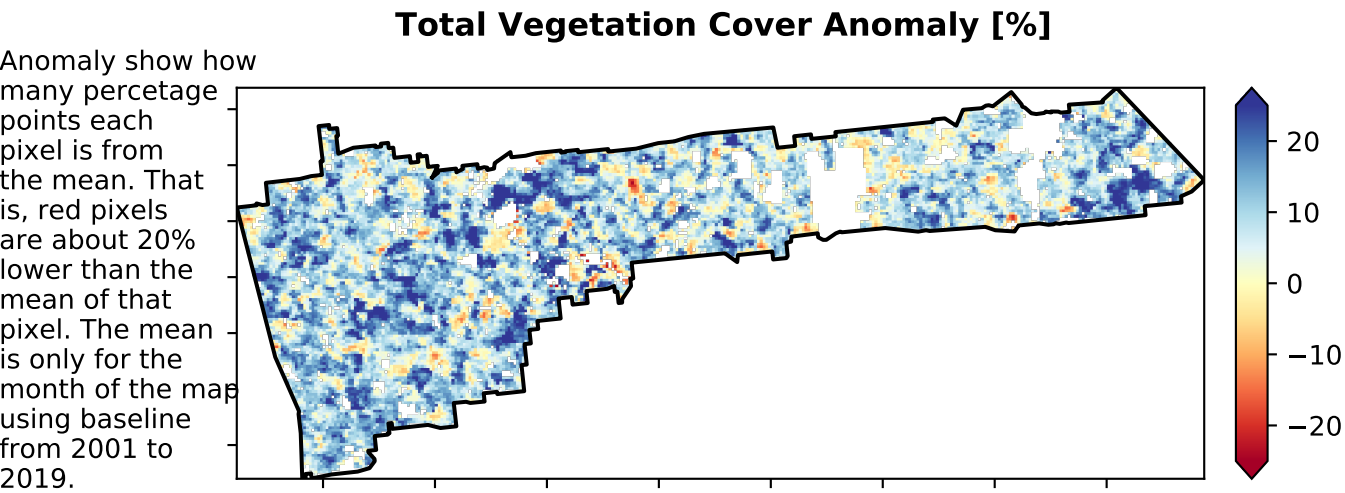 Total Vegetation Cover Anomaly [%]
Anomaly show how
many percetage
points each
pixel is from
the mean. That
is, red pixels
are about 20%
lower than the
mean of that
pixel. The mean
is only for the
month of the map
using baseline
from 2001 to
2019.
20
10
0
−10
−20